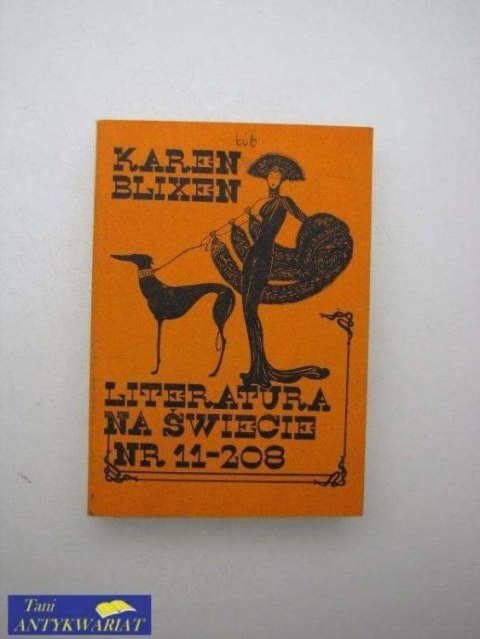 KAREN
BLIXEN
LITERATURA
NA ŚWIECIE
NR 11-208
Tani
ANTYKWARIAT